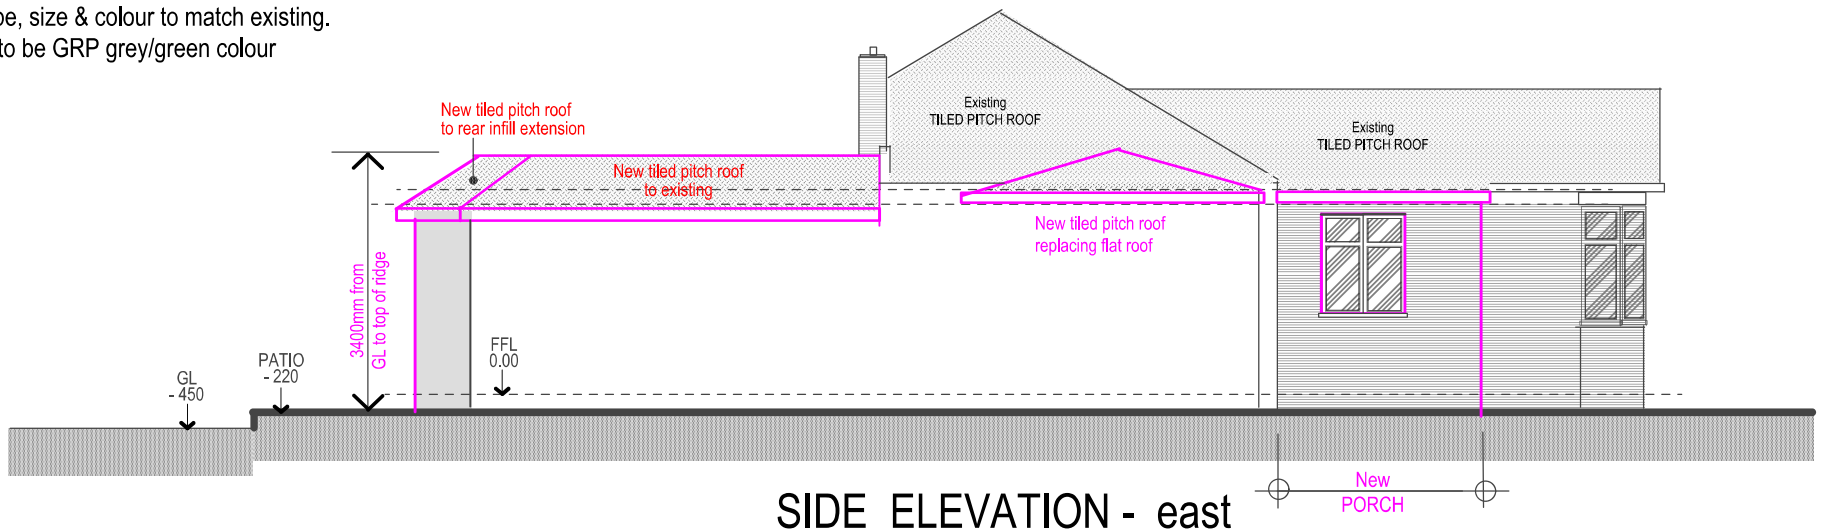 size & colour to match existing.
to be GRP grey/green colour
New tiled pitch roof
to rear infill extension
Existing
TILED PITCH ROOF
Existing
TILED PITCH ROOF
New tiled pitch roof
to existing
New tiled pitch roof
replacing flat roof
3400mm from
GL to top of ridge
FFL
0.00
PATIO
- 220
GL
- 450
New
PORCH
SIDE ELEVATION - east